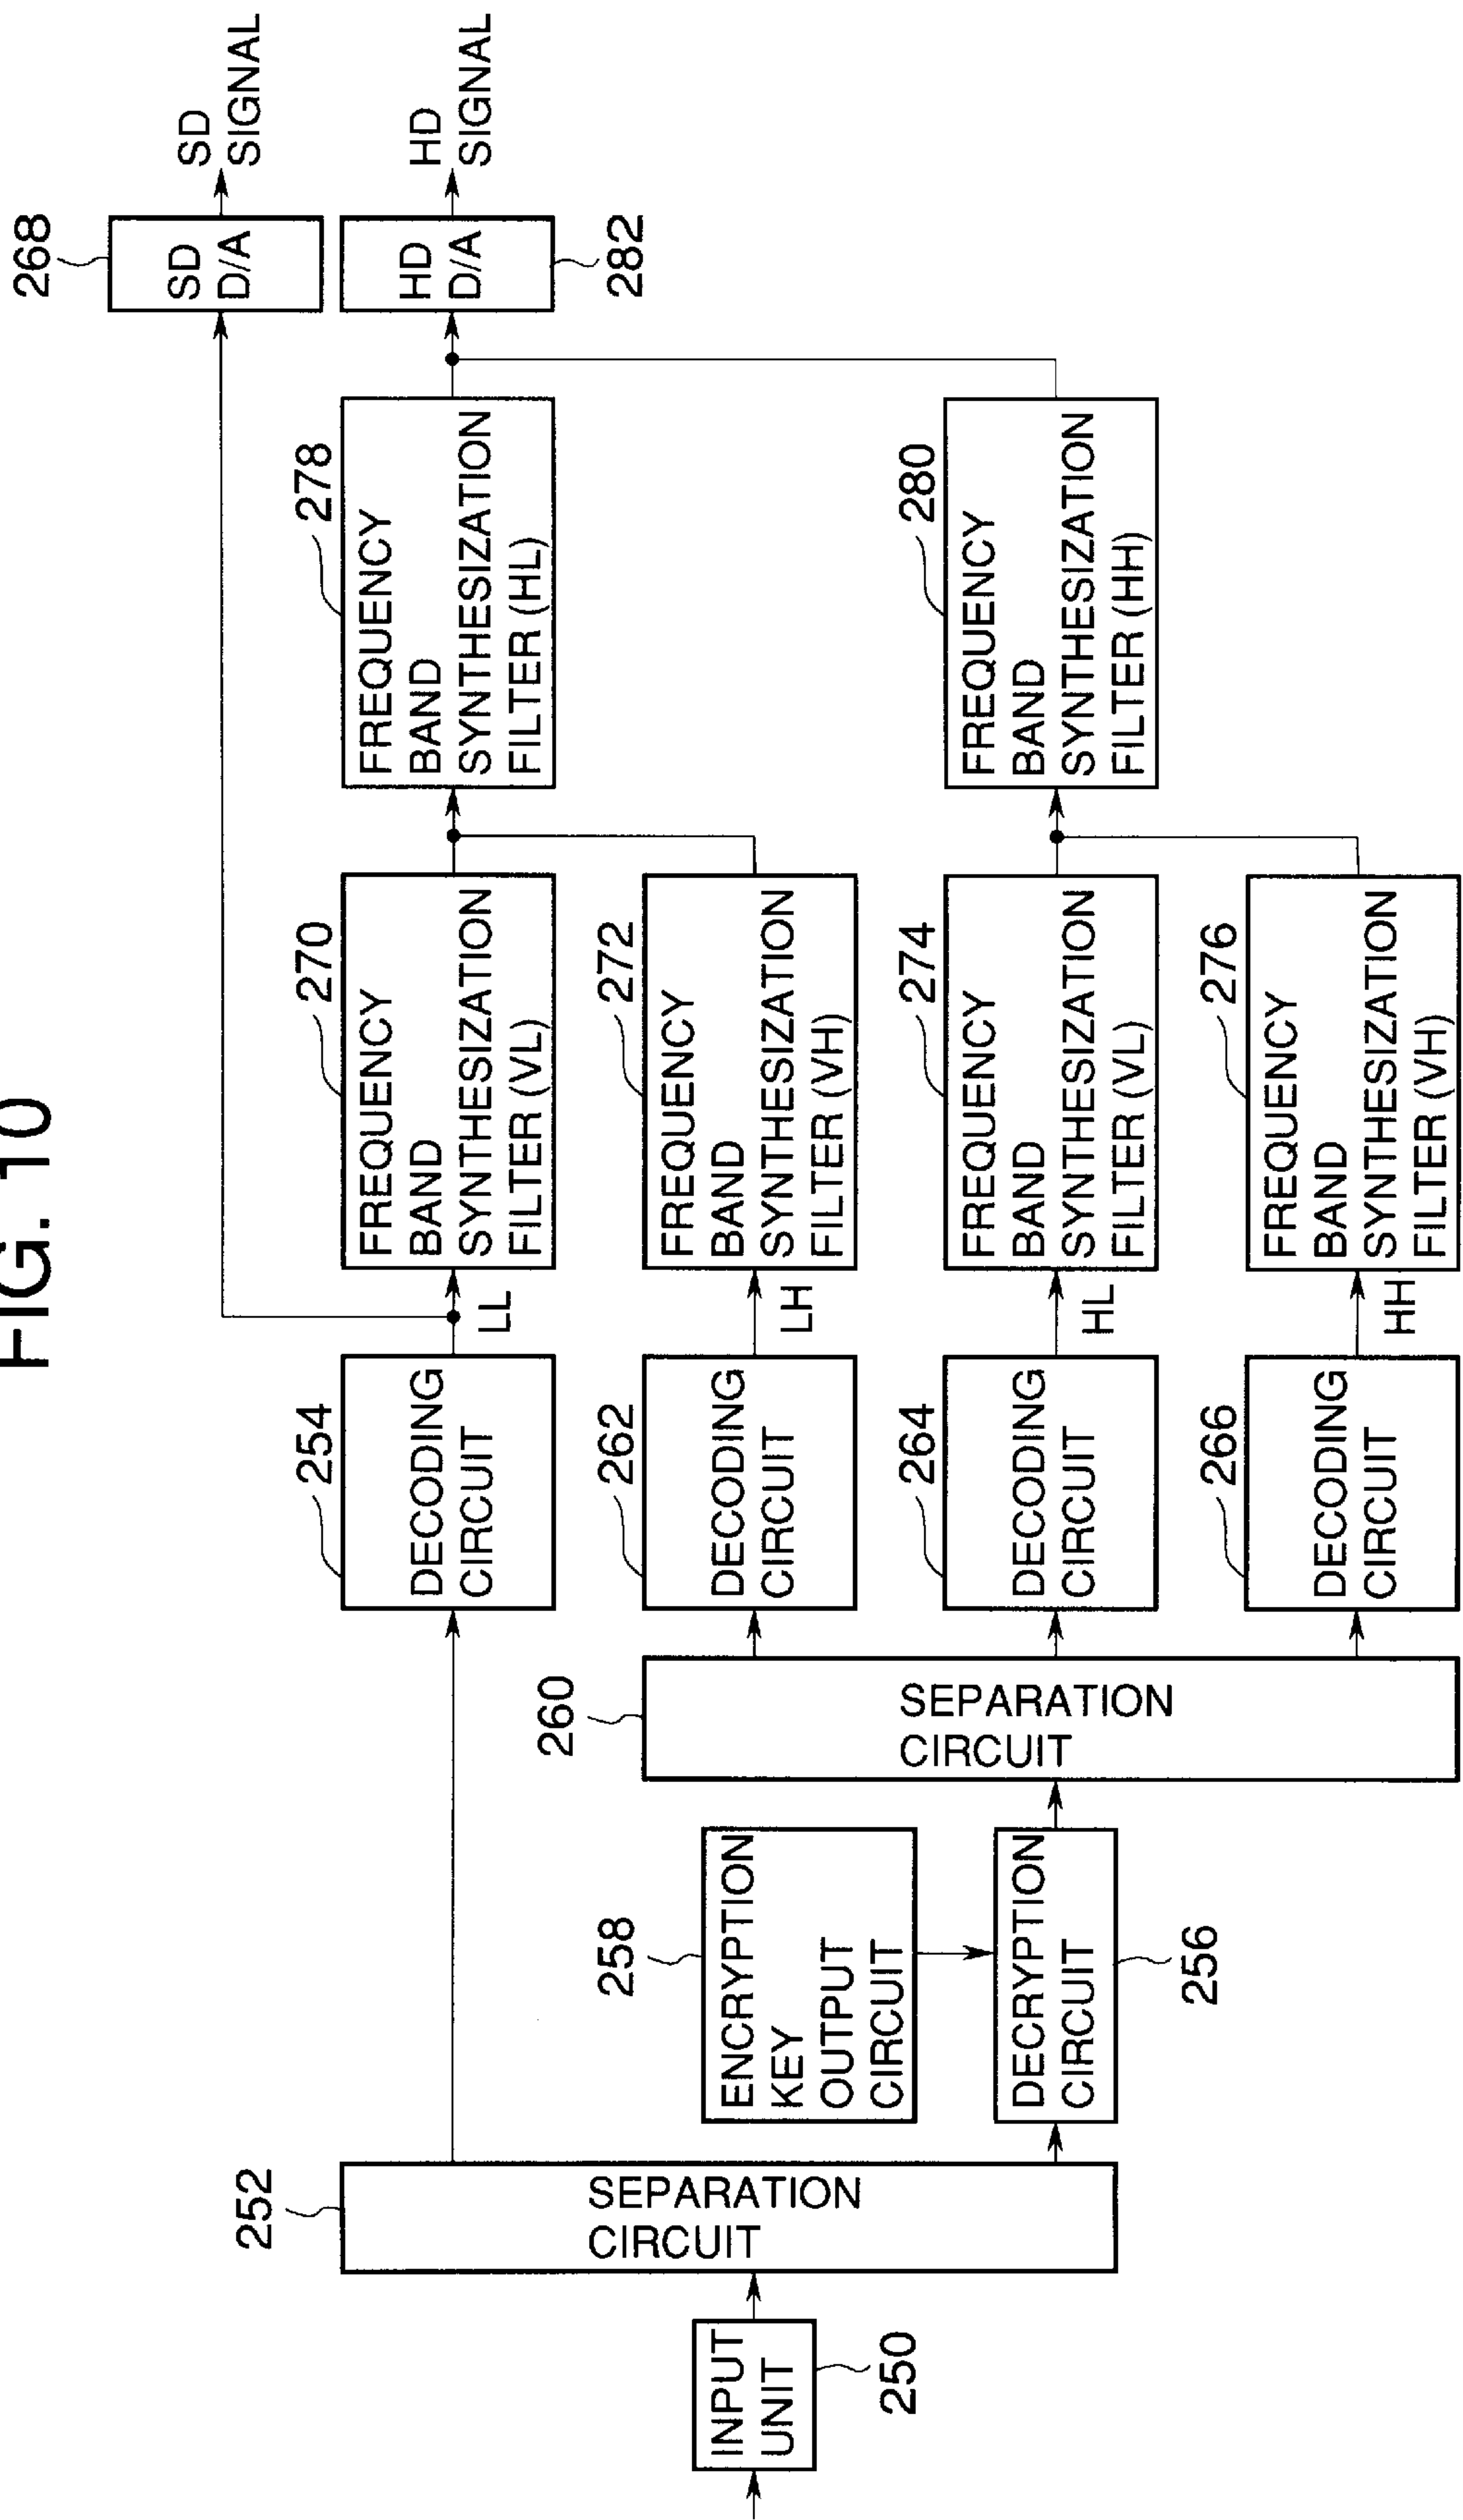 FIG. 10
250
INPUT
UNIT
252
SEPARATION
CIRCUIT
258
ENCRYPTION
KEY
OUTPUT
CIRCUIT
DECRYPTION
CIRCUIT
256
260
SEPARATION
CIRCUIT
254
DECODING
CIRCUIT
262
DECODING
CIRCUIT
264
DECODING
CIRCUIT
266
DECODING
CIRCUIT
LL
LH
HL
HH
270
FREQUENCY
BAND
SYNTHESIZATION
FILTER (VL)
272
FREQUENCY
BAND
SYNTHESIZATION
FILTER (VH)
274
FREQUENCY
BAND
SYNTHESIZATION
FILTER (VL)
276
FREQUENCY
BAND
SYNTHESIZATION
FILTER (VH)
278
FREQUENCY
BAND
SYNTHESIZATION
FILTER (HL)
280
FREQUENCY
BAND
SYNTHESIZATION
FILTER (HH)
268
SD
D/A
HD
D/A
282
SD
SIGNAL
HD
SIGNAL